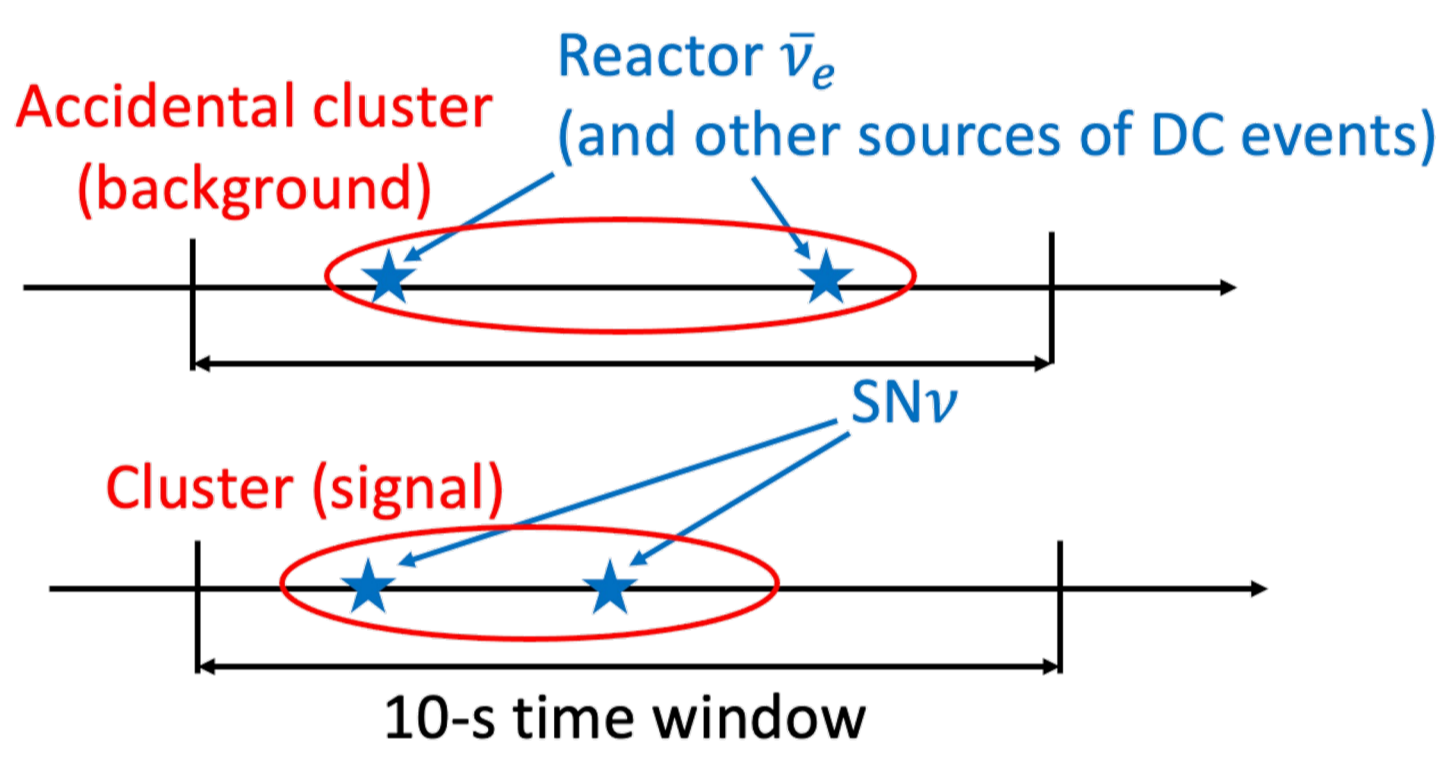 Reactor ν̄ₑ
(and other sources of DC events)
Accidental cluster
(background)
SNν
Cluster (signal)
10-s time window